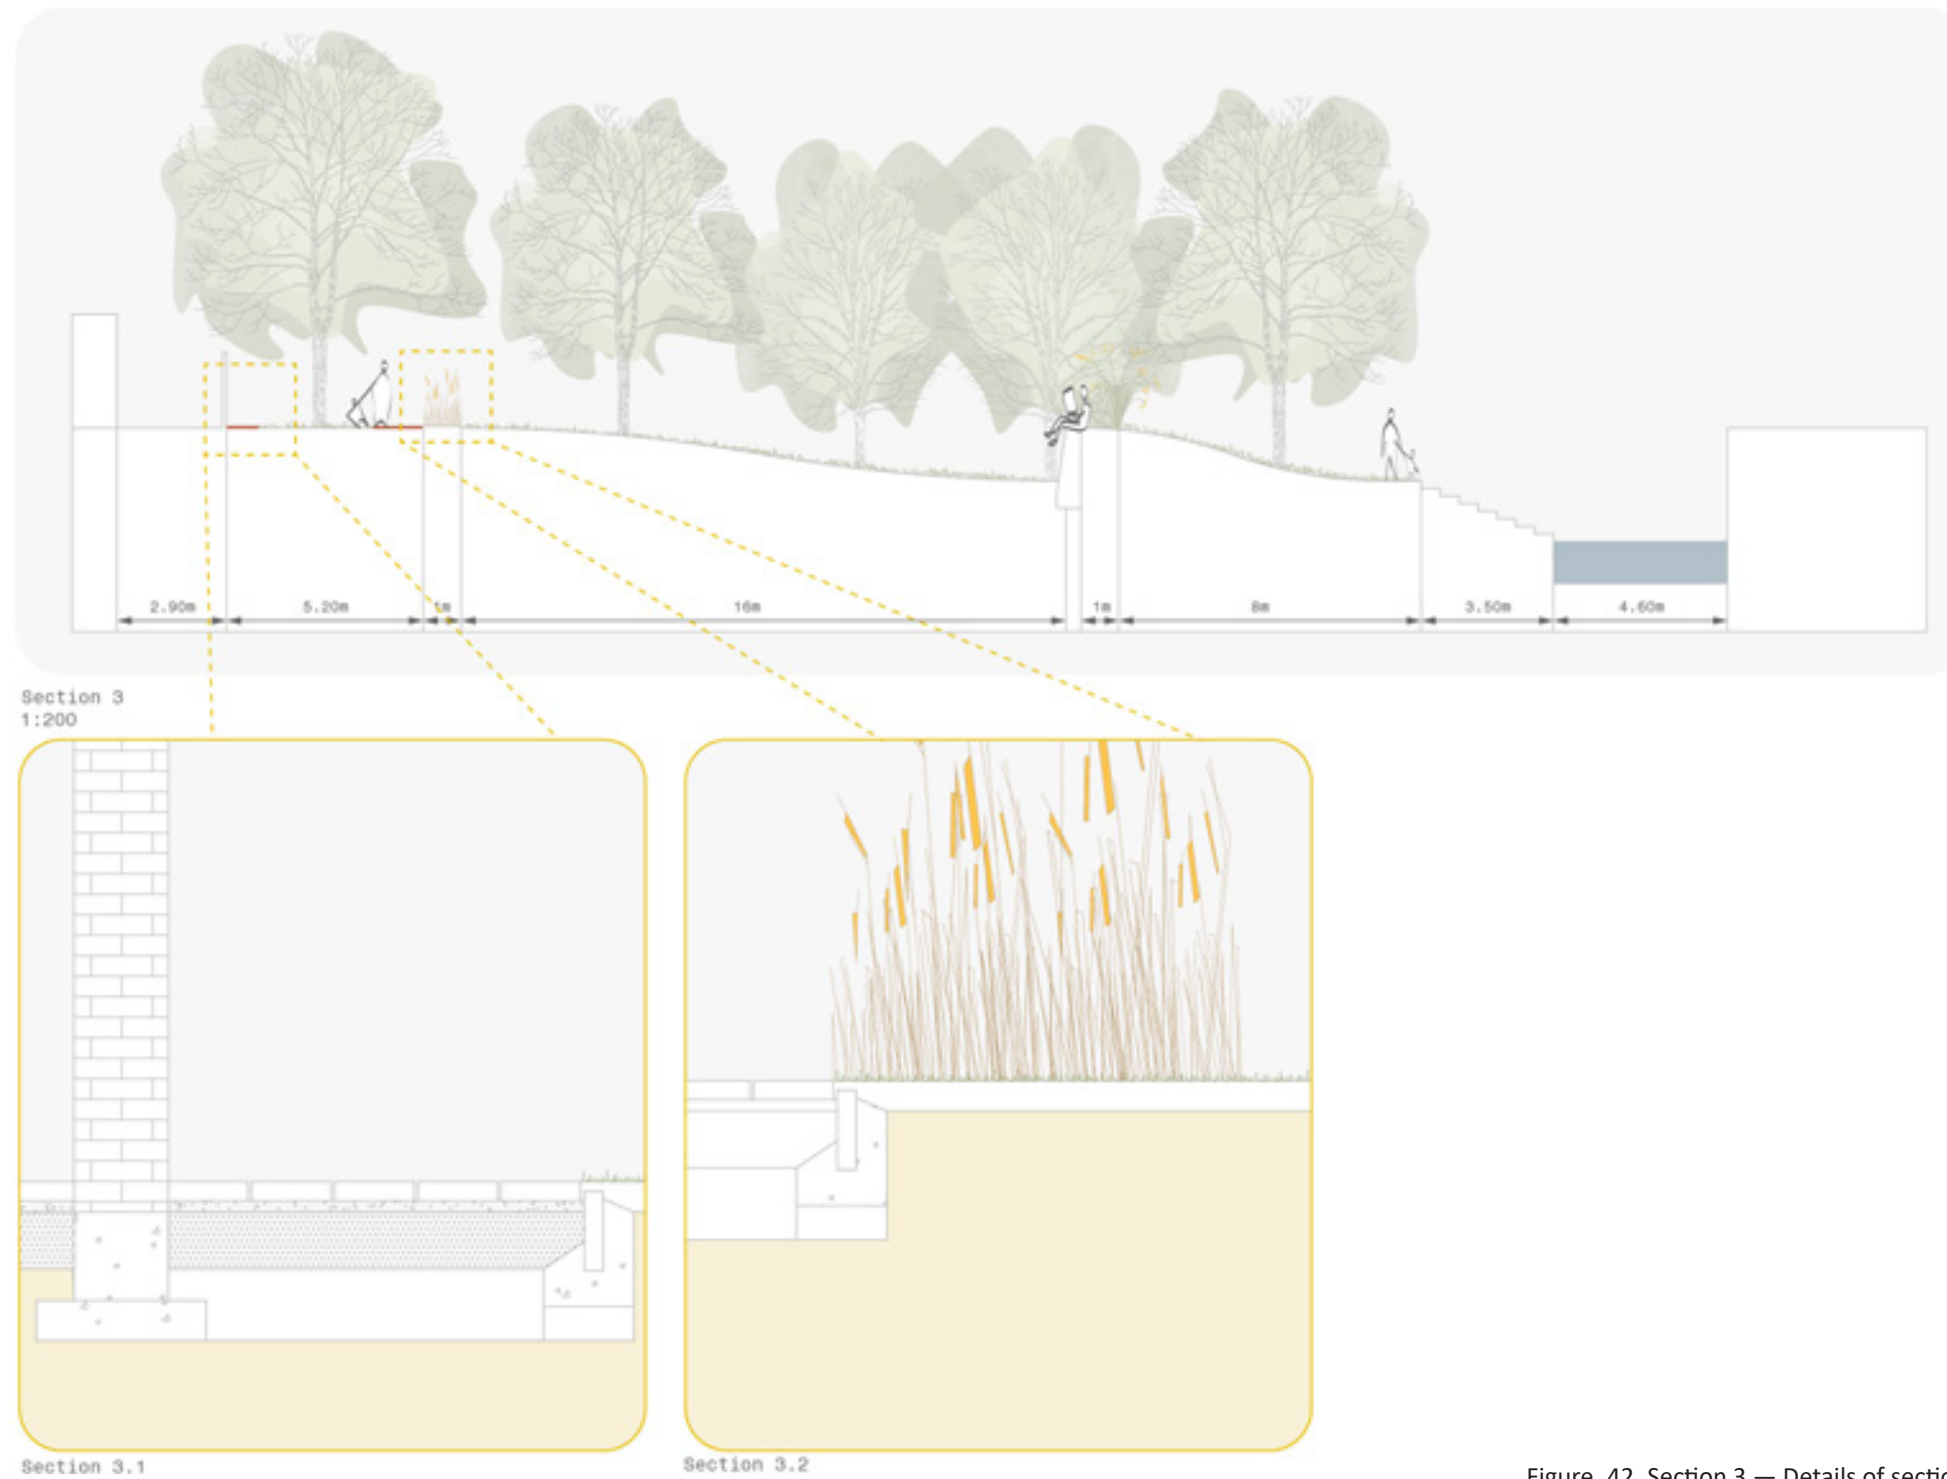 2.90m 5.20m 1m 16m 1m 8m 3.50m 4.60m
Section 3
1:200
Section 3.1
Section 3.2
Figure. 42. Section 3 — Details of sectio